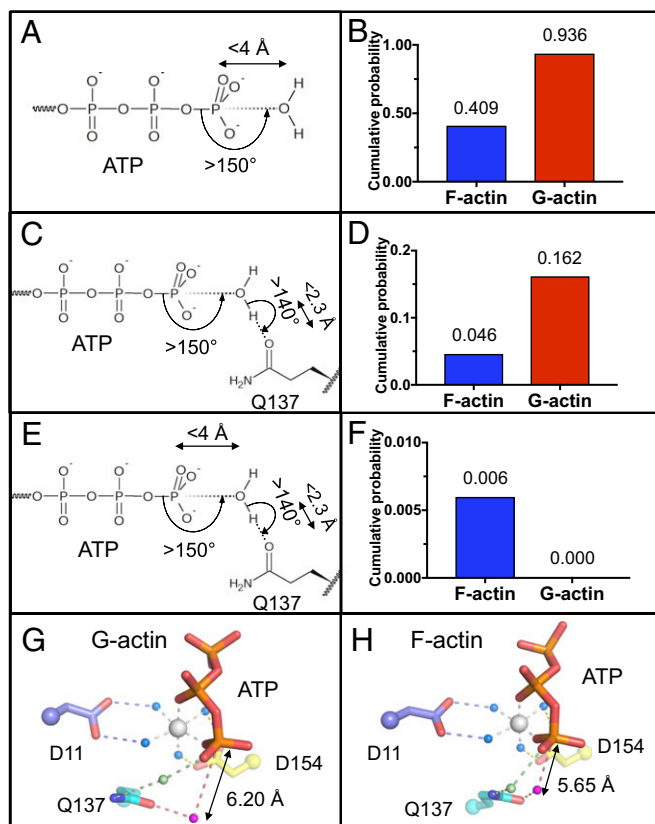 A
<4 Å
O⁻ O⁻ O H
O—P—O—P—O—P O
O O O⁻ H
ATP
>150°
B
Cumulative probability
1.00
0.50
0.00
0.409
0.936
F-actin G-actin
C
O⁻ O⁻ O O⁻ H
O—P—O—P—O—P O
O O O⁻ H
>140°
<2.3 Å
ATP
>150°
O
H₂N
Q137
D
Cumulative probability
0.2
0.1
0.0
0.046
0.162
F-actin G-actin
E
<4 Å
O⁻ O⁻ O O⁻ H
O—P—O—P—O—P O
O O O⁻ H
>140°
<2.3 Å
ATP
>150°
O
H₂N
Q137
F
Cumulative probability
0.010
0.005
0.000
0.006
0.000
F-actin G-actin
G
G-actin
ATP
D11
D154
Q137
6.20 Å
H
F-actin
ATP
D11
D154
Q137
5.65 Å